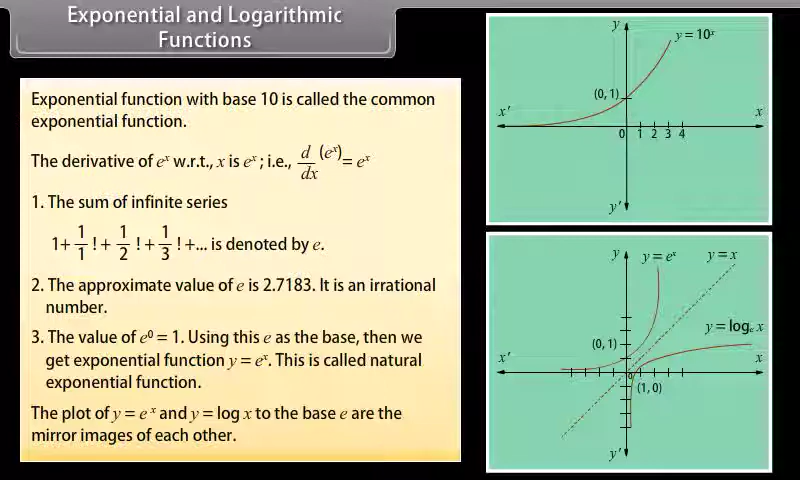 Exponential and Logarithmic
Functions
Exponential function with base 10 is called the common
exponential function.
The derivative of eˣ w.r.t., x is eˣ ; i.e., d/dx (eˣ) = eˣ
1. The sum of infinite series
1+ 1/1 ! + 1/2 ! + 1/3 ! +... is denoted by e.
2. The approximate value of e is 2.7183. It is an irrational
number.
3. The value of e⁰ = 1. Using this e as the base, then we
get exponential function y = eˣ. This is called natural
exponential function.
The plot of y = eˣ and y = log x to the base e are the
mirror images of each other.
y
y = 10ˣ
(0, 1)
x′
x
0 1 2 3 4
y′
y
y = eˣ
y = x
y = logₑ x
(0, 1)
x′
x
0
(1, 0)
y′